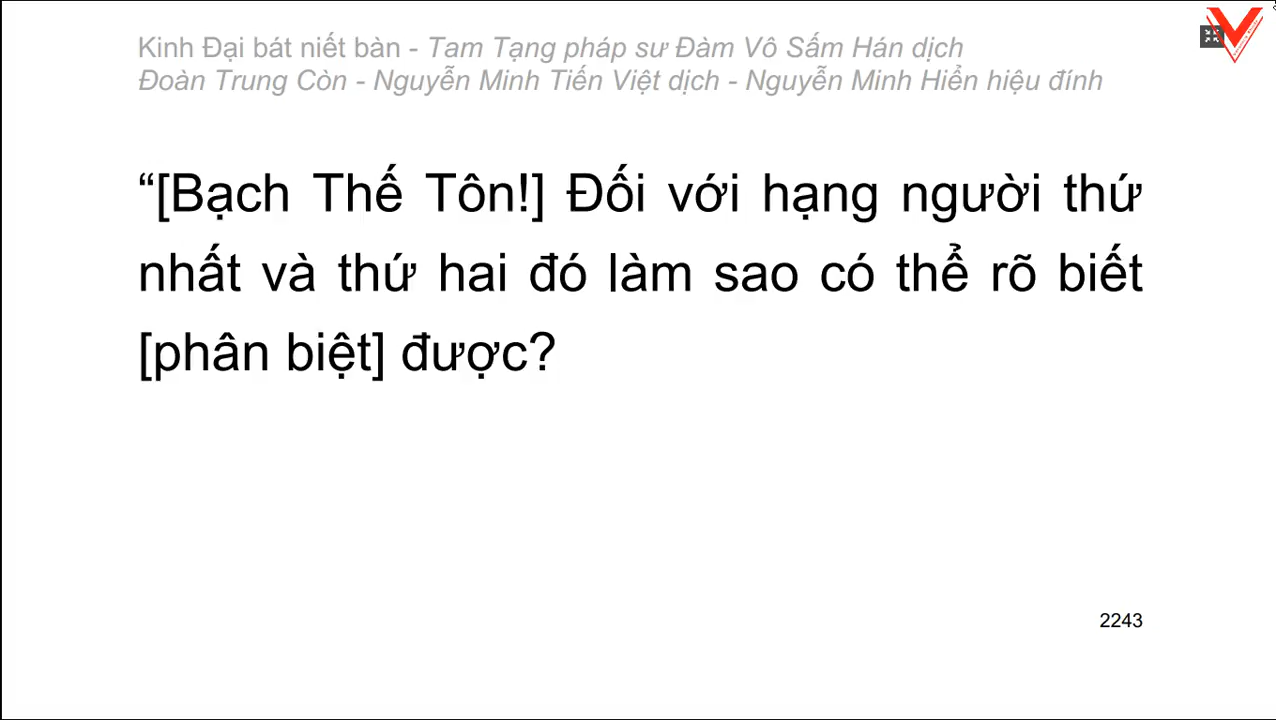 Kinh Đại bát niết bàn - Tam Tạng pháp sư Đàm Vô Sấm Hán dịch
Đoàn Trung Còn - Nguyễn Minh Tiến Việt dịch - Nguyễn Minh Hiển hiệu đính
“[Bạch Thế Tôn!] Đối với hạng người thứ
nhất và thứ hai đó làm sao có thể rõ biết
[phân biệt] được?
2243